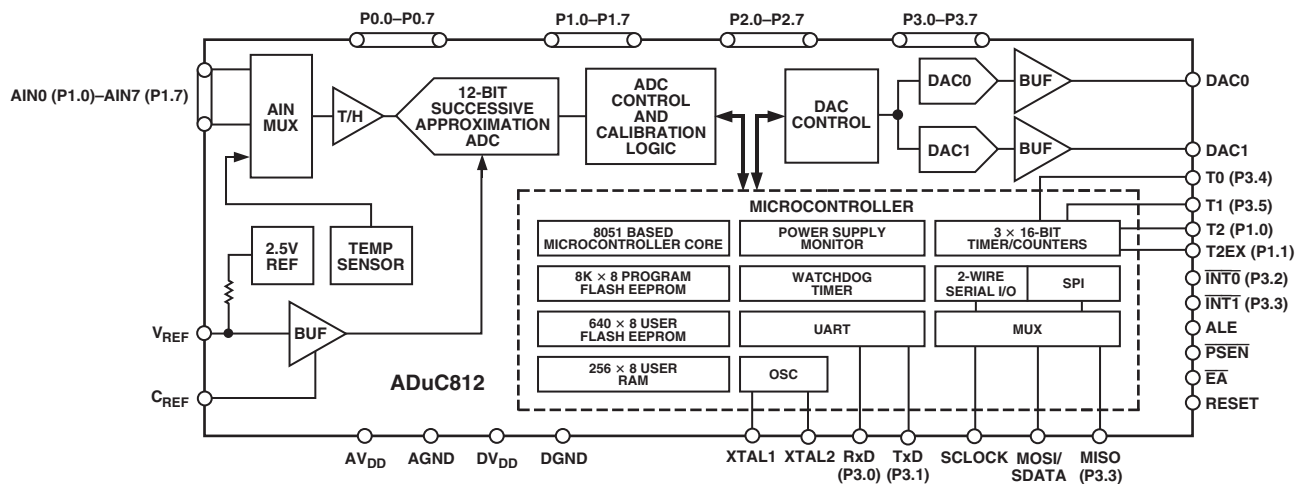 P0.0–P0.7
P1.0–P1.7
P2.0–P2.7
P3.0–P3.7
AIN0 (P1.0)–AIN7 (P1.7)
AIN
MUX
T/H
12-BIT
SUCCESSIVE
APPROXIMATION
ADC
ADC
CONTROL
AND
CALIBRATION
LOGIC
DAC
CONTROL
DAC0
BUF
DAC0
DAC1
BUF
DAC1
T0 (P3.4)
T1 (P3.5)
T2 (P1.0)
T2EX (P1.1)
INT0 (P3.2)
INT1 (P3.3)
ALE
PSEN
EA
RESET
2.5V
REF
TEMP
SENSOR
VREF
BUF
CREF
ADuC812
MICROCONTROLLER
8051 BASED
MICROCONTROLLER CORE
POWER SUPPLY
MONITOR
3 × 16-BIT
TIMER/COUNTERS
8K × 8 PROGRAM
FLASH EEPROM
WATCHDOG
TIMER
2-WIRE
SERIAL I/O
SPI
640 × 8 USER
FLASH EEPROM
UART
MUX
256 × 8 USER
RAM
OSC
AVDD
AGND
DVDD
DGND
XTAL1
XTAL2
RxD
(P3.0)
TxD
(P3.1)
SCLOCK
MOSI/
SDATA
MISO
(P3.3)